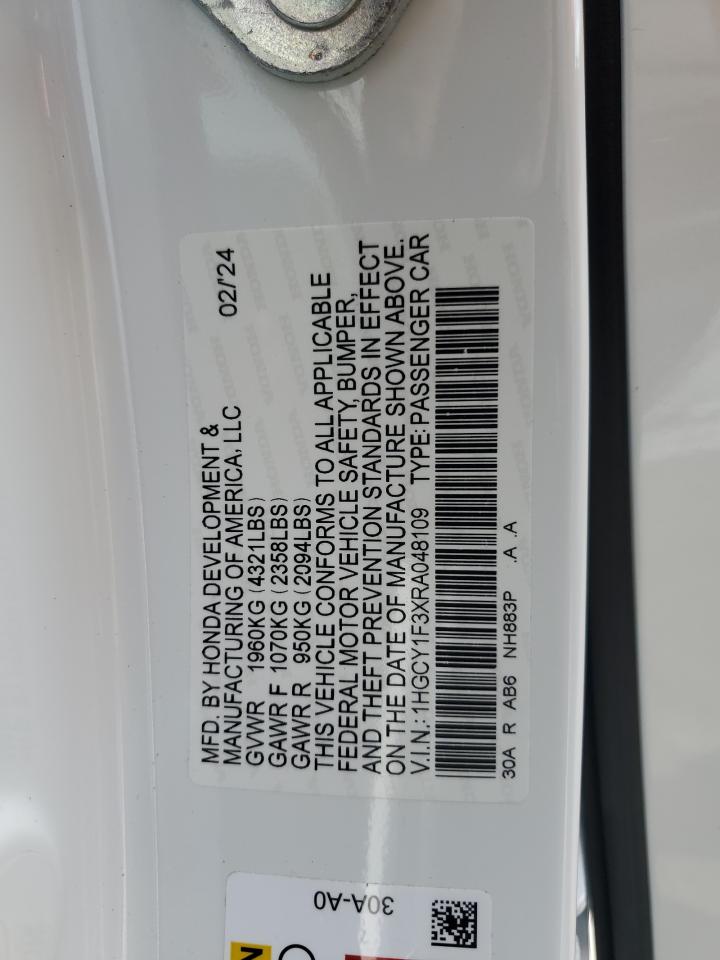 MFD. BY HONDA DEVELOPMENT &
MANUFACTURING OF AMERICA, LLC 02/'24
GVWR 1960KG (4321LBS)
GAWR F 1070KG (2358LBS)
GAWR R 950KG (2094LBS)
THIS VEHICLE CONFORMS TO ALL APPLICABLE
FEDERAL MOTOR VEHICLE SAFETY, BUMPER,
AND THEFT PREVENTION STANDARDS IN EFFECT
ON THE DATE OF MANUFACTURE SHOWN ABOVE.
V.I.N.: 1HGCY1F3XRA048109 TYPE: PASSENGER CAR
30A R AB6 NH883P .A .A
30A-A0